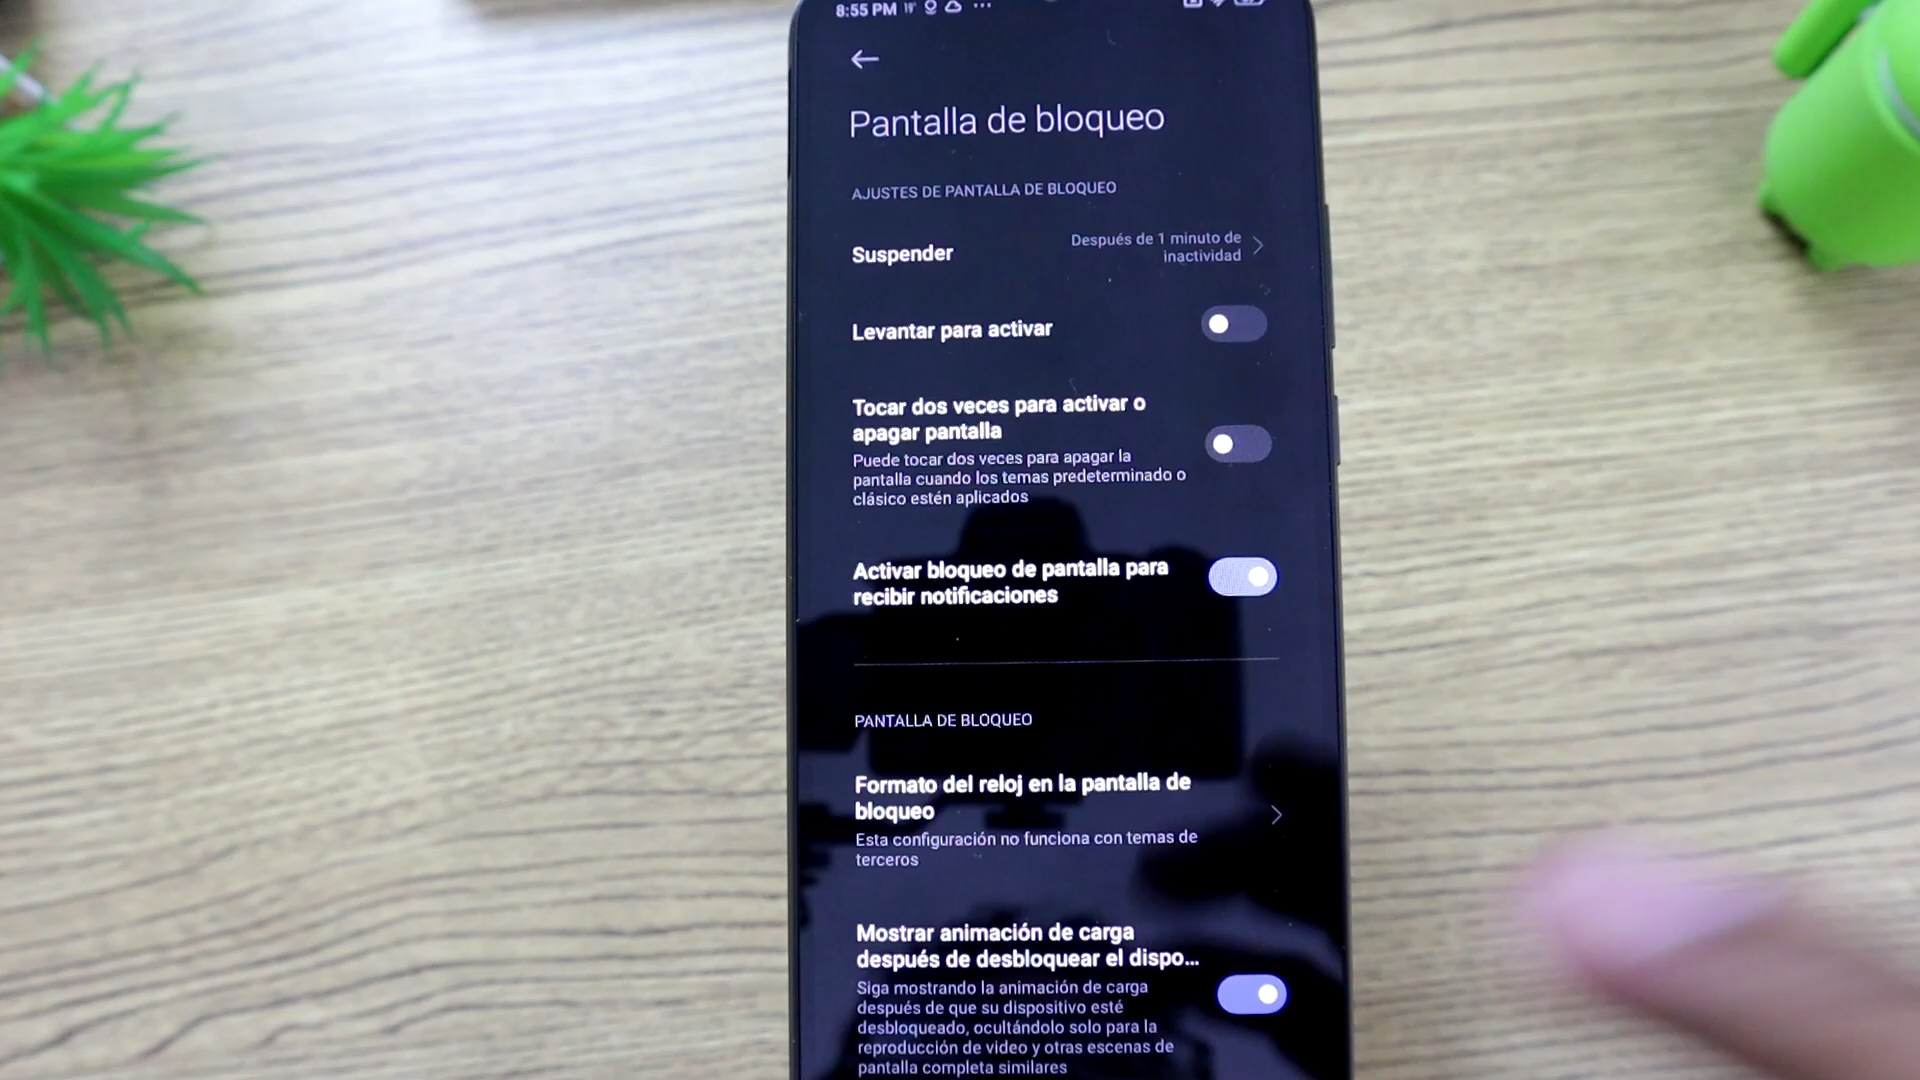 8:55 PM 19°
Pantalla de bloqueo
AJUSTES DE PANTALLA DE BLOQUEO
Suspender
Después de 1 minuto de
inactividad
Levantar para activar
Tocar dos veces para activar o
apagar pantalla
Puede tocar dos veces para apagar la
pantalla cuando los temas predeterminado o
clásico estén aplicados
Activar bloqueo de pantalla para
recibir notificaciones
PANTALLA DE BLOQUEO
Formato del reloj en la pantalla de
bloqueo
Esta configuración no funciona con temas de
terceros
Mostrar animación de carga
después de desbloquear el dispo...
Siga mostrando la animación de carga
después de que su dispositivo esté
desbloqueado, ocultándolo solo para la
reproducción de video y otras escenas de
pantalla completa similares